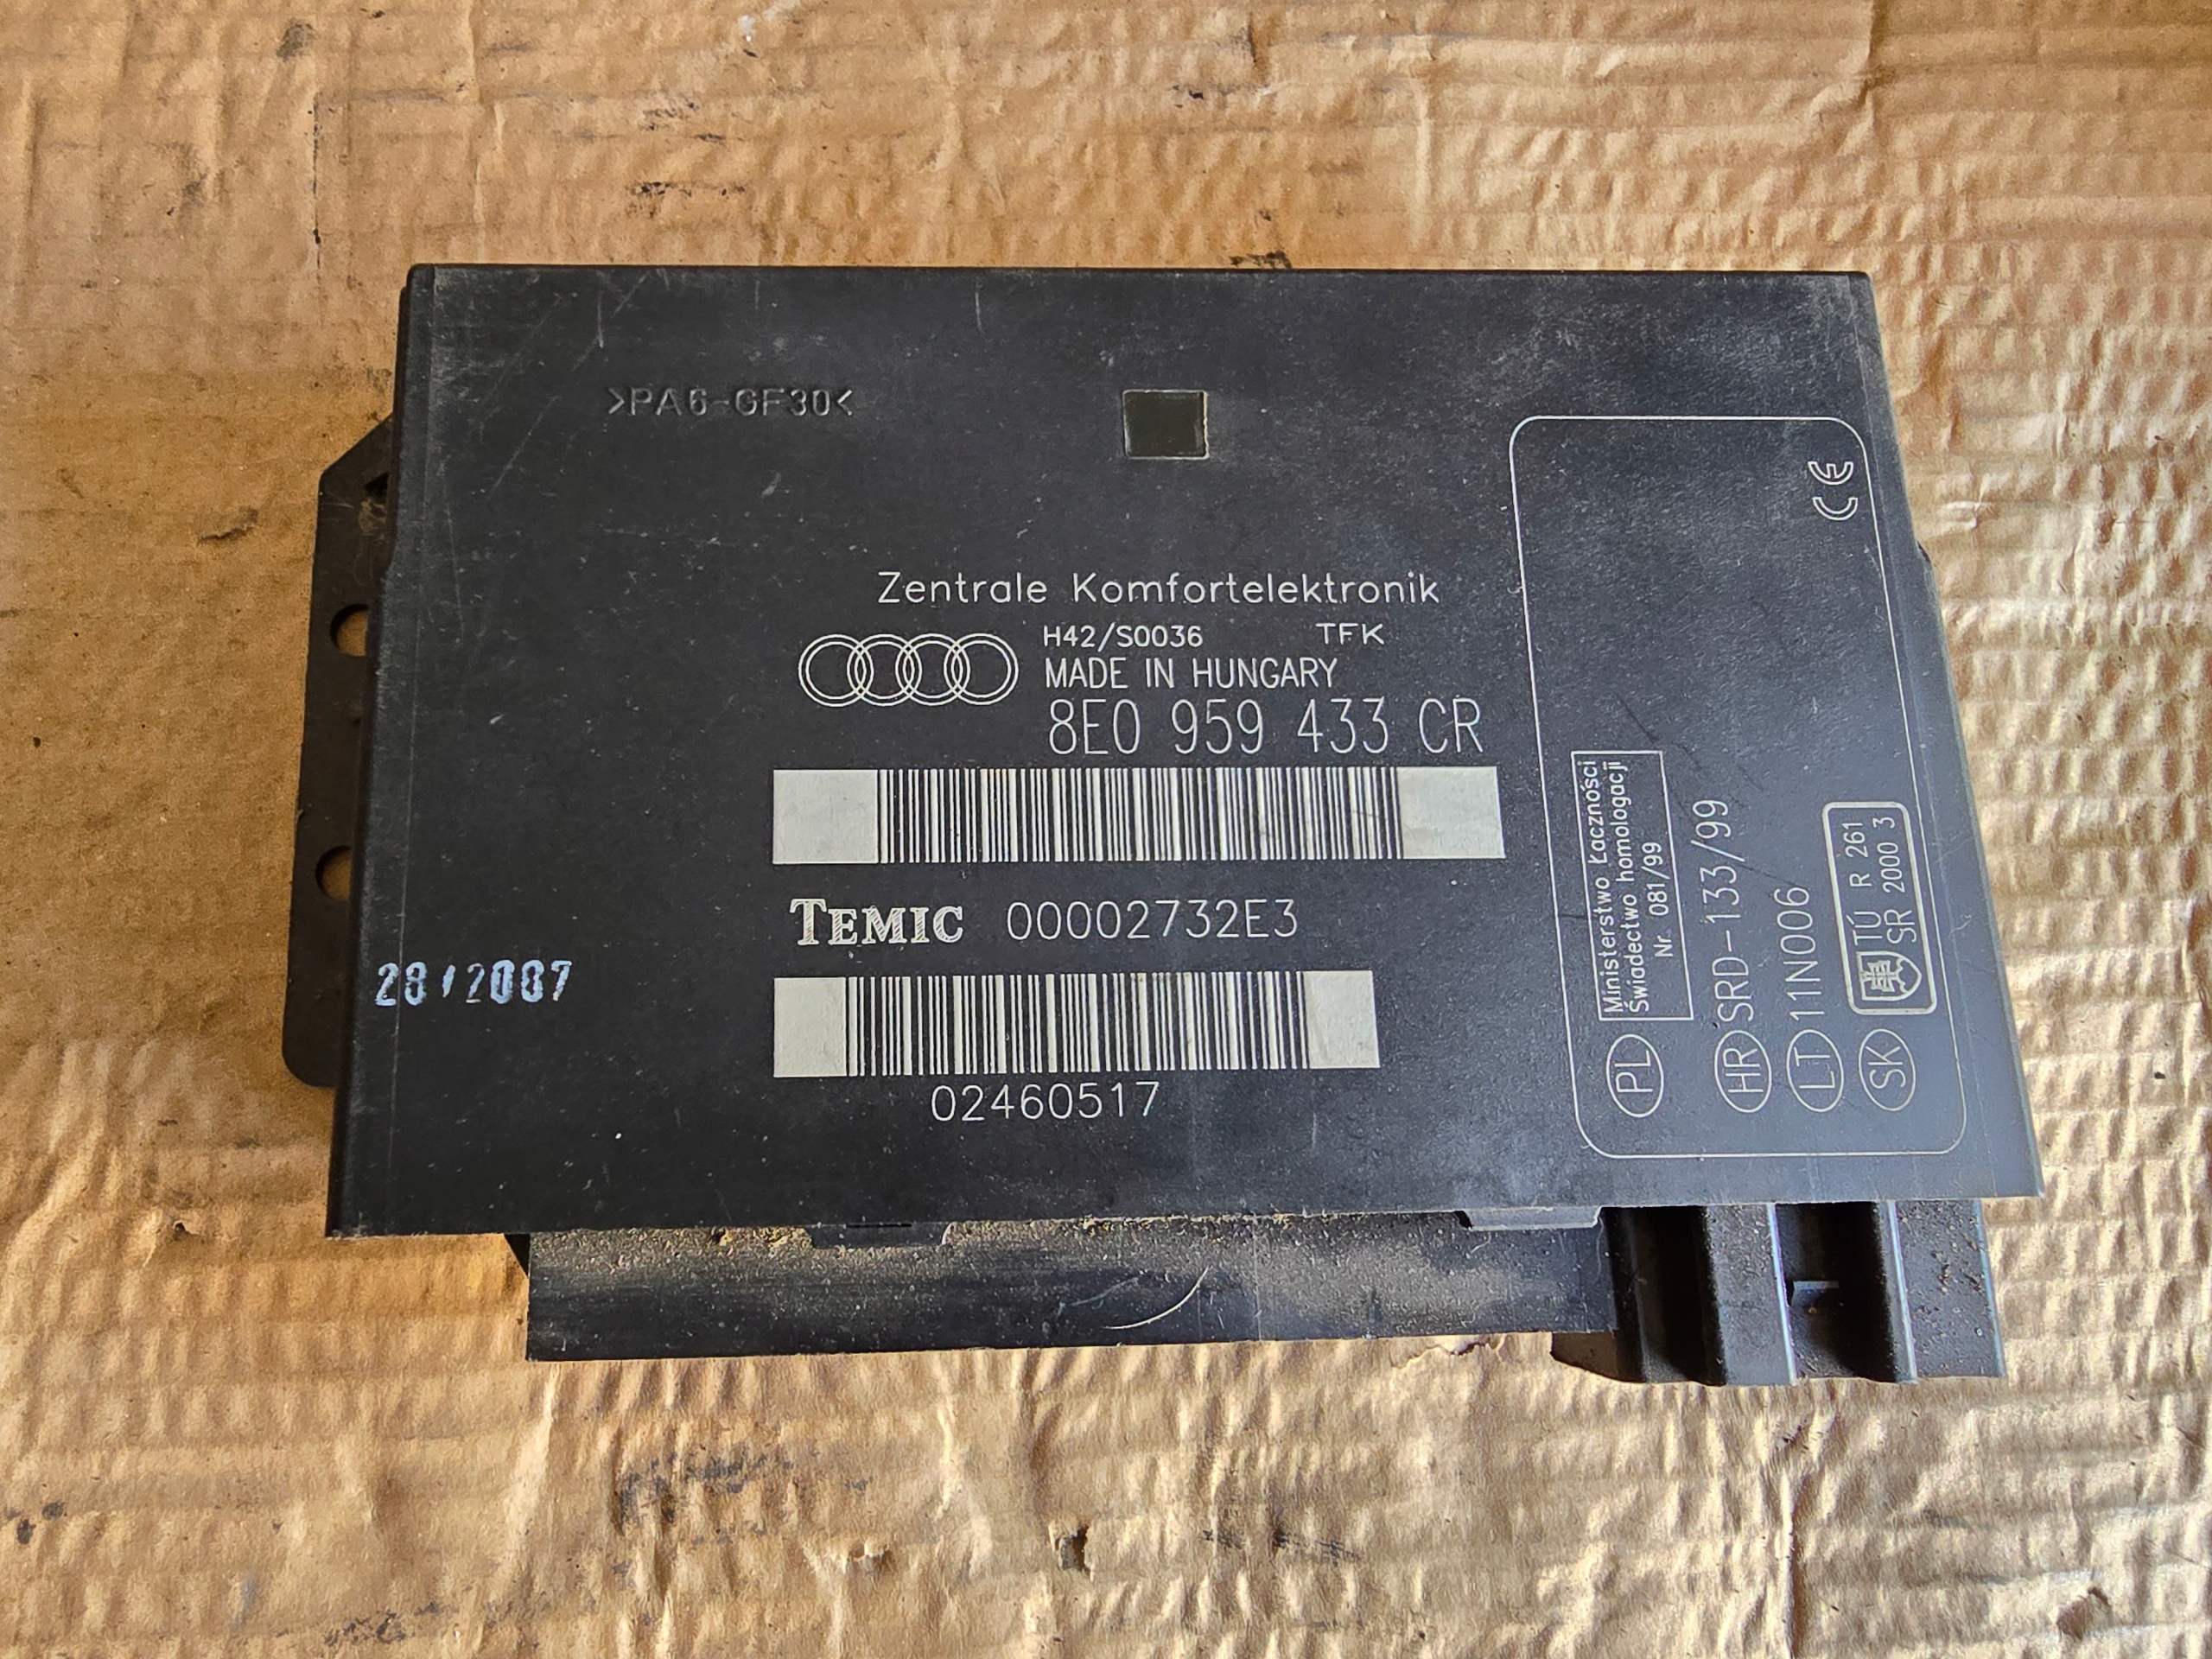 >PA6-GF30<
CE
Zentrale Komfortelektronik
H42/S0036 TFK
MADE IN HUNGARY
8E0 959 433 CR
TEMIC 00002732E3
02460517
28/2007
PL Ministerstwo Łączności
Świadectwo homologacji
Nr. 081/99
HR SRD-133/99
LT 11N006
SK TÚ R 261
SR 2000 3